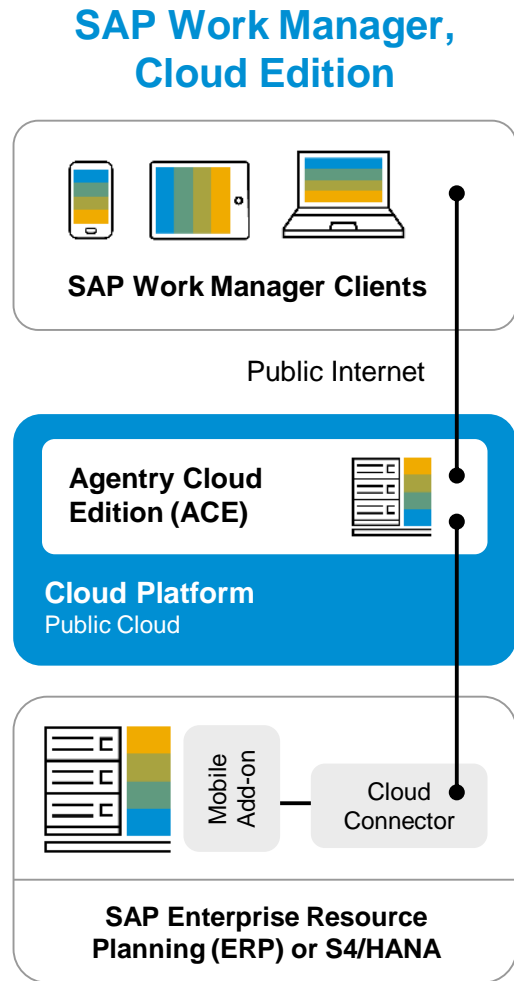 SAP Work Manager,
Cloud Edition
SAP Work Manager Clients
Public Internet
Agentry Cloud
Edition (ACE)
Cloud Platform
Public Cloud
Mobile
Add-on
Cloud
Connector
SAP Enterprise Resource
Planning (ERP) or S4/HANA